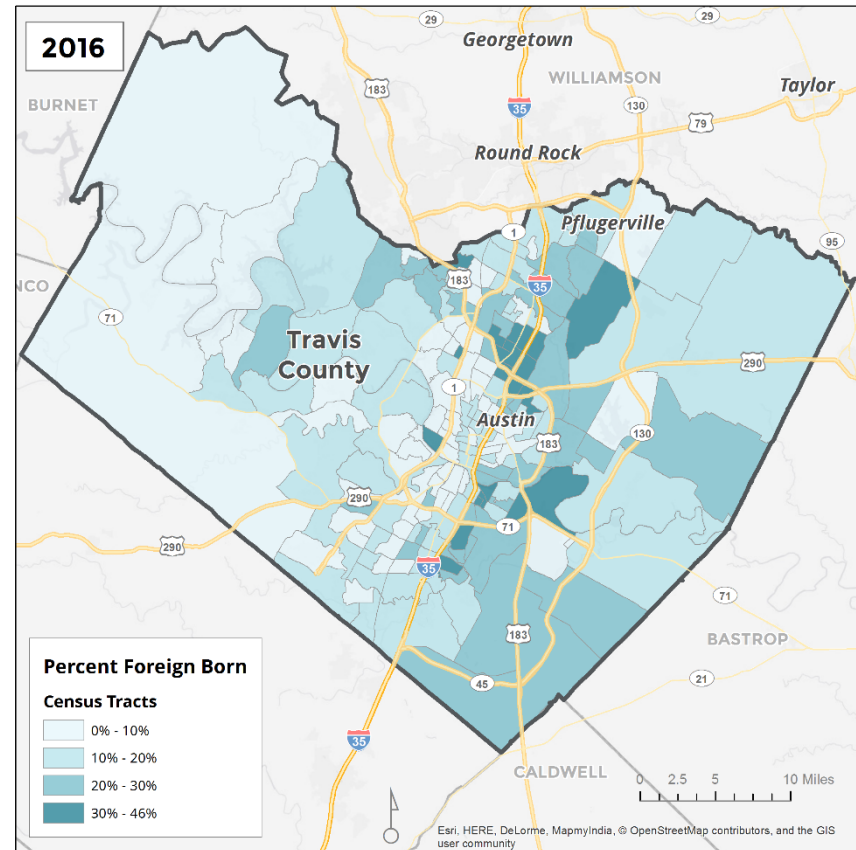 2016
29
29
Georgetown
183
WILLIAMSON
Taylor
BURNET
35
130
79
Round Rock
Pflugerville
1
95
183
35
NCO
71
Travis
County
290
1
Austin
183
130
290
71
290
35
71
183
BASTROP
45
21
35
CALDWELL
Percent Foreign Born
Census Tracts
0% - 10%
10% - 20%
20% - 30%
30% - 46%
0 2.5 5 10 Miles
Esri, HERE, DeLorme, MapmyIndia, © OpenStreetMap contributors, and the GIS
user community